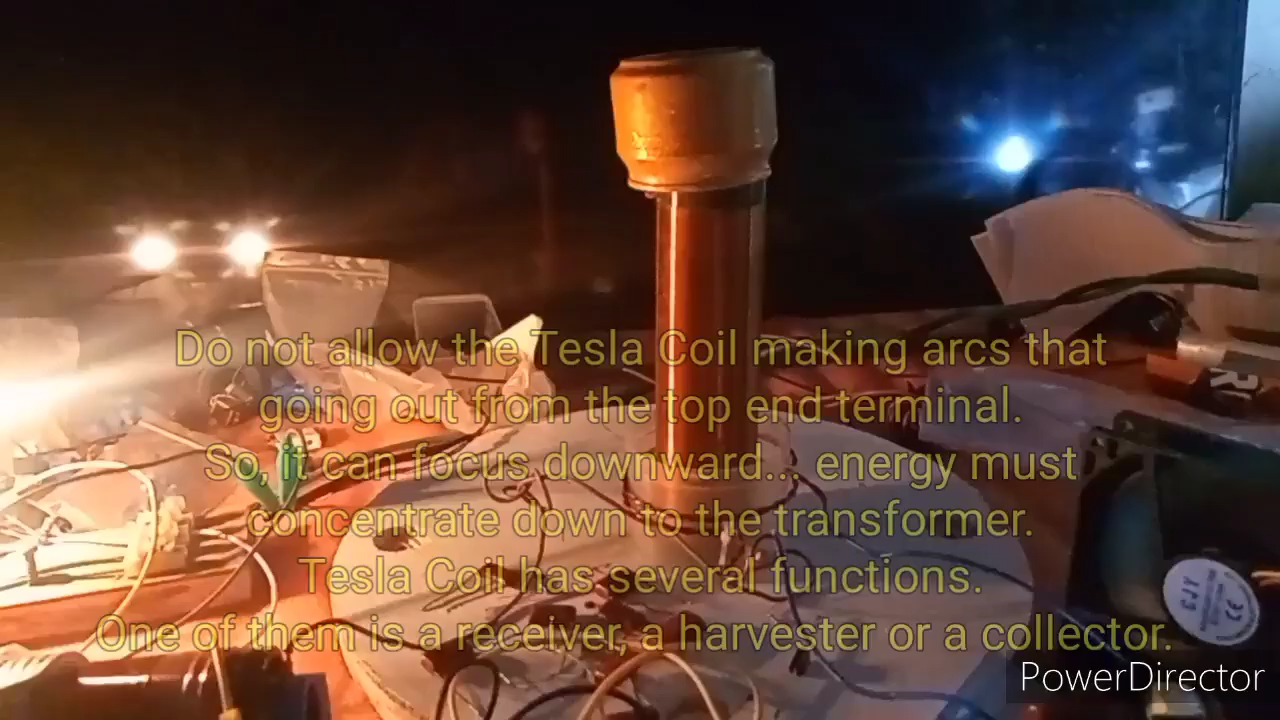 Do not allow the Tesla Coil making arcs that
going out from the top end terminal.
So, it can focus downward... energy must
concentrate down to the transformer.
Tesla Coil has several functions.
One of them is a receiver, a harvester or a collector.
CJY
CE
PowerDirector